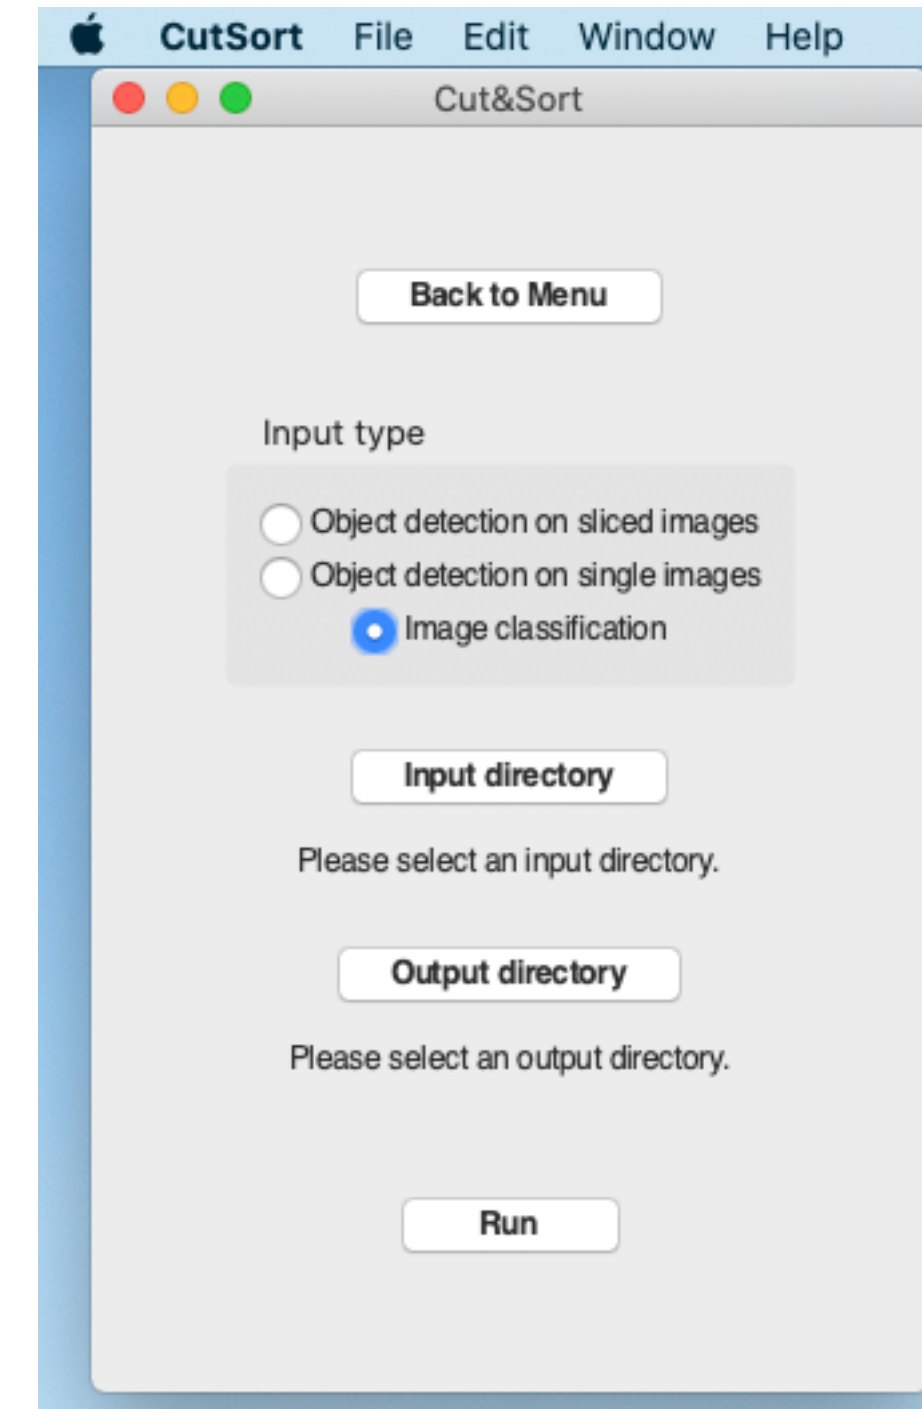 CutSort File Edit Window Help
Cut&Sort
Back to Menu
Input type
Object detection on sliced images
Object detection on single images
Image classification
Input directory
Please select an input directory.
Output directory
Please select an output directory.
Run